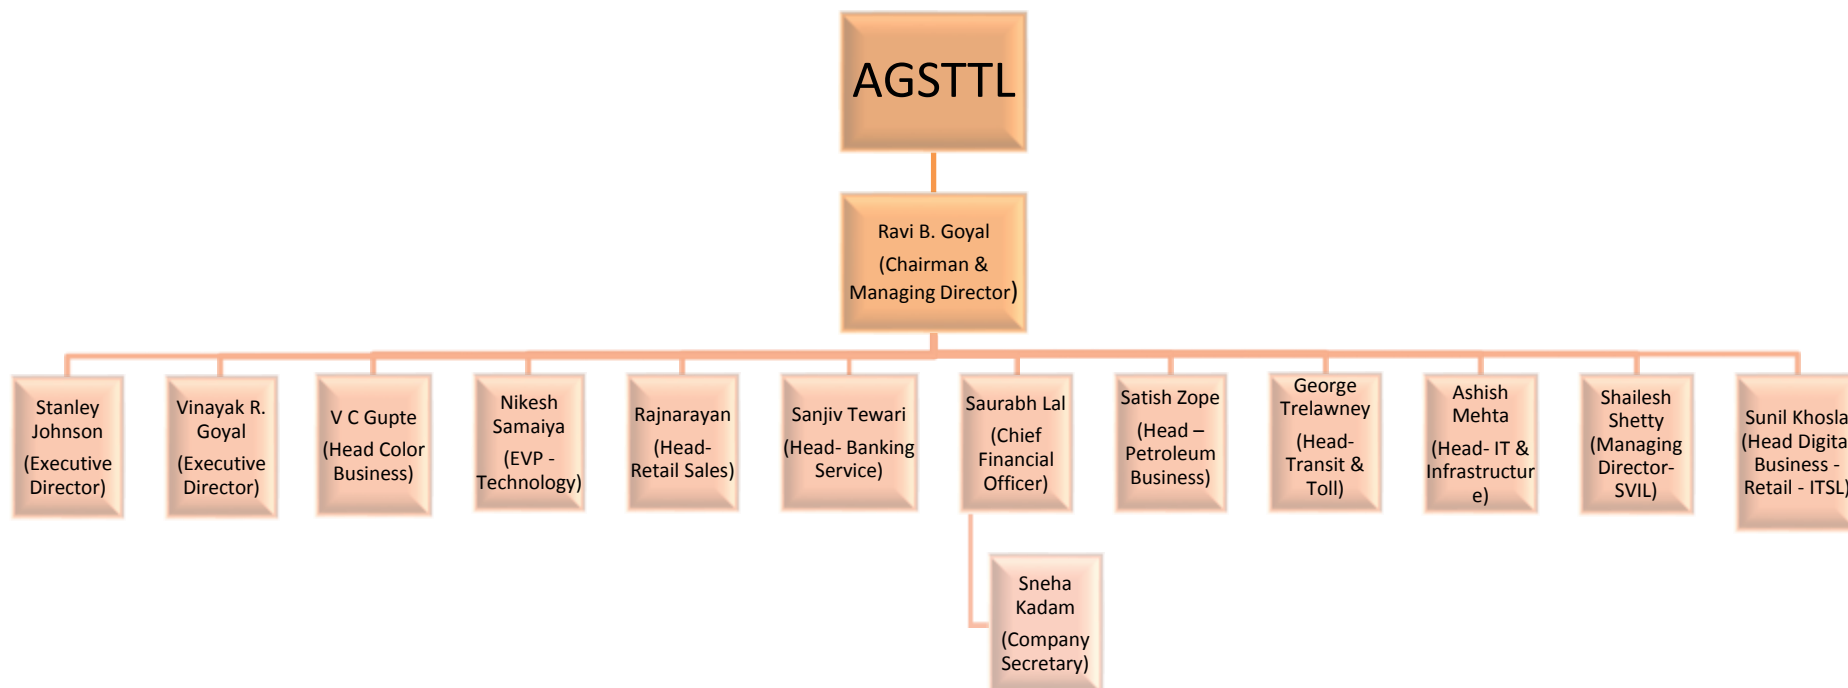 AGSTTL
Ravi B. Goyal
(Chairman &
Managing Director)
Stanley
Johnson
(Executive
Director)
Vinayak R.
Goyal
(Executive
Director)
V C Gupte
(Head Color
Business)
Nikesh
Samaiya
(EVP -
Technology)
Rajnarayan
(Head-
Retail Sales)
Sanjiv Tewari
(Head- Banking
Service)
Saurabh Lal
(Chief
Financial
Officer)
Satish Zope
(Head –
Petroleum
Business)
George
Trelawney
(Head-
Transit &
Toll)
Ashish
Mehta
(Head- IT &
Infrastructur
e)
Shailesh
Shetty
(Managing
Director-
SVIL)
Sunil Khosla
(Head Digital
Business -
Retail - ITSL)
Sneha
Kadam
(Company
Secretary)